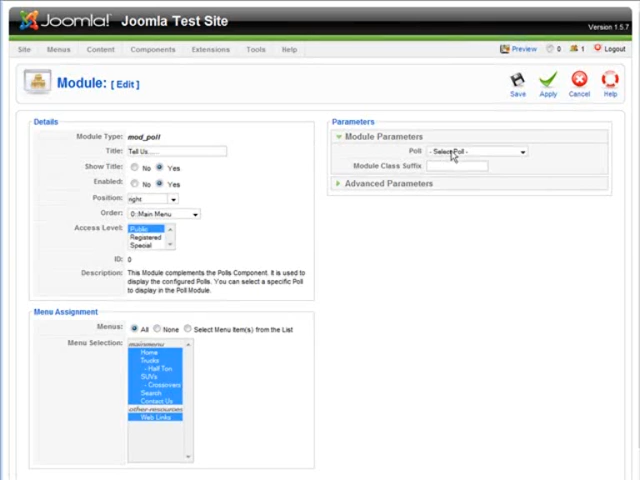 Joomla! Joomla Test Site
Version 1.5.7
Site Menus Content Components Extensions Tools Help Preview 0 1 Logout
Module: [ Edit ] Save Apply Cancel Help
Details
Module Type: mod_poll
Title: Tell Us......
Show Title: No Yes
Enabled: No Yes
Position: right
Order: 0::Main Menu
Access Level: Public
Registered
Special
ID: 0
Description: This Module complements the Polls Component. It is used to
display the configured Polls. You can select a specific Poll
to display in the Poll Module.
Menu Assignment
Menus: All None Select Menu Item(s) from the List
Menu Selection: mainmenu
Home
Trucks
- Half Ton
SUVs
- Crossovers
Search
Contact Us
other-resources
Web Links
Parameters
Module Parameters
Poll - Select Poll -
Module Class Suffix
Advanced Parameters